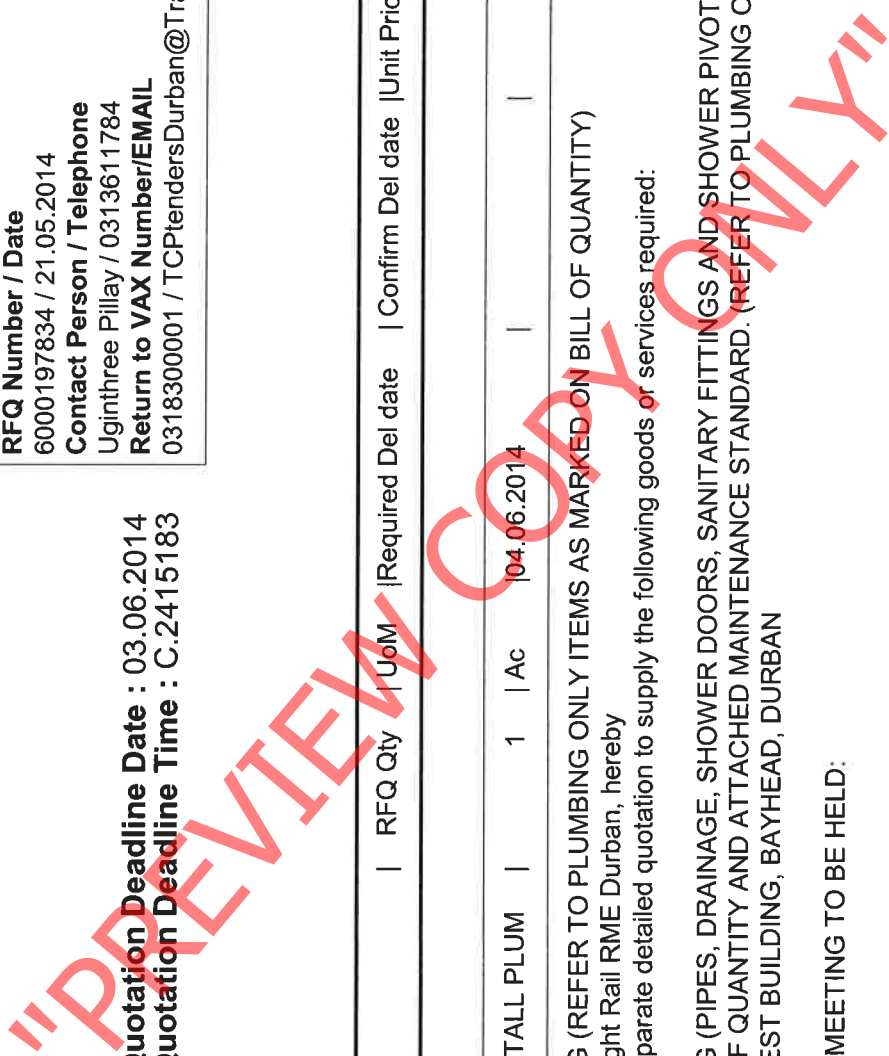 RFQ Number / Date
6000197834 / 21.05.2014
Contact Person / Telephone
Uginthree Pillay / 0313611784
Return to VAX Number/EMAIL
0318300001 / TCPtendersDurban@Tra
uotation Deadline Date : 03.06.2014
uotation Deadline Time : C.2415183
| RFQ Qty | UoM |Required Del date | Confirm Del date |Unit Pric
TALL PLUM | 1 | Ac |04.06.2014 | |
G (REFER TO PLUMBING ONLY ITEMS AS MARKED ON BILL OF QUANTITY)
ght Rail RME Durban, hereby
parate detailed quotation to supply the following goods or services required:
G (PIPES, DRAINAGE, SHOWER DOORS, SANITARY FITTINGS AND SHOWER PIVOT
F QUANTITY AND ATTACHED MAINTENANCE STANDARD. (REFER TO PLUMBING O
EST BUILDING, BAYHEAD, DURBAN
MEETING TO BE HELD:
"PREVIEW COPY ONLY"